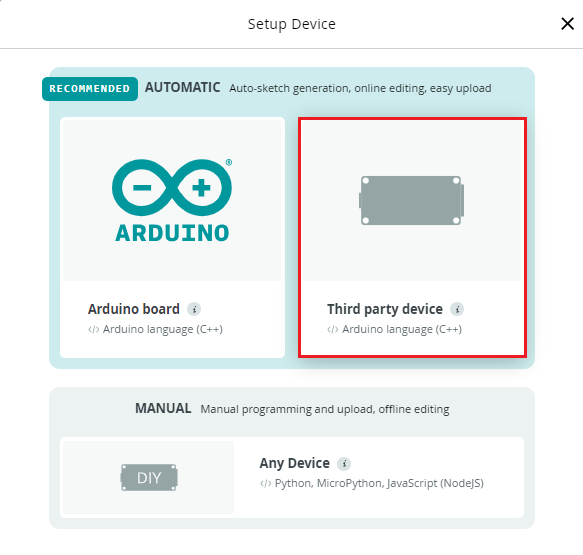 Setup Device
RECOMMENDED AUTOMATIC Auto-sketch generation, online editing, easy upload
ARDUINO
Arduino board
</> Arduino language (C++)
Third party device
</> Arduino language (C++)
MANUAL Manual programming and upload, offline editing
DIY
Any Device
</> Python, MicroPython, JavaScript (NodeJS)